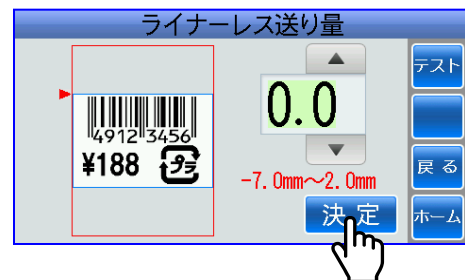 ライナーレス送り量
テスト
0.0
4912 3456
¥188
プラ
-7.0mm～2.0mm
戻る
決定
ホーム